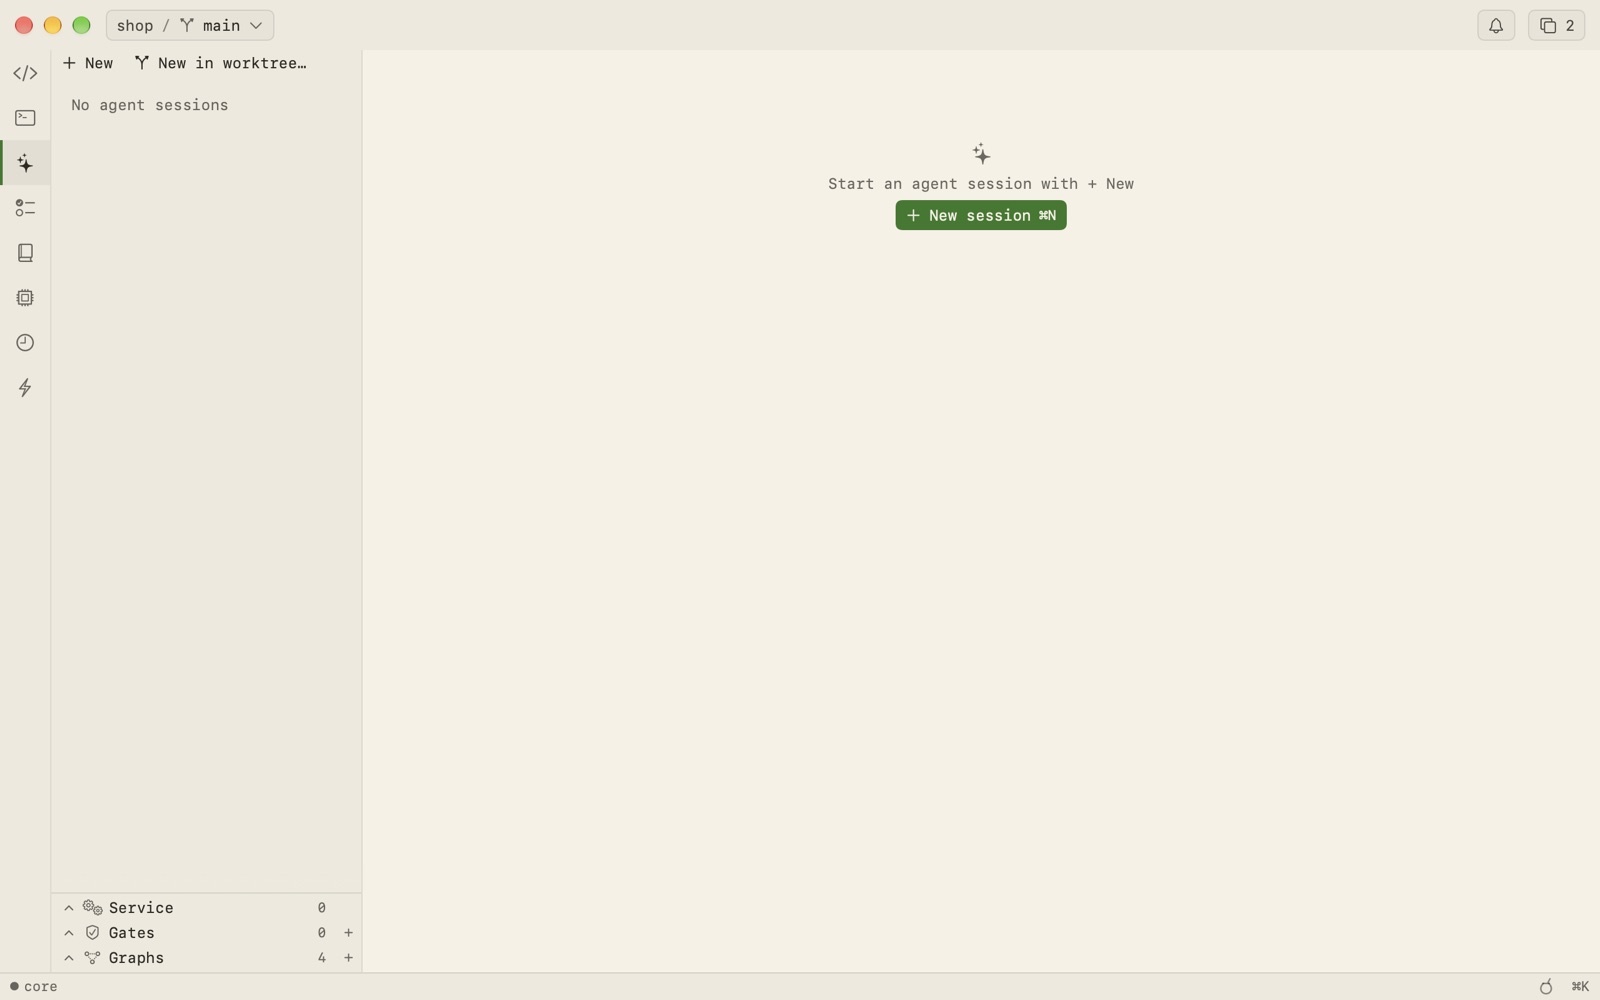 shop / main
2
+ New New in worktree…
No agent sessions
Start an agent session with + New
+ New session ⌘N
Service 0
Gates 0 +
Graphs 4 +
core
⌘K